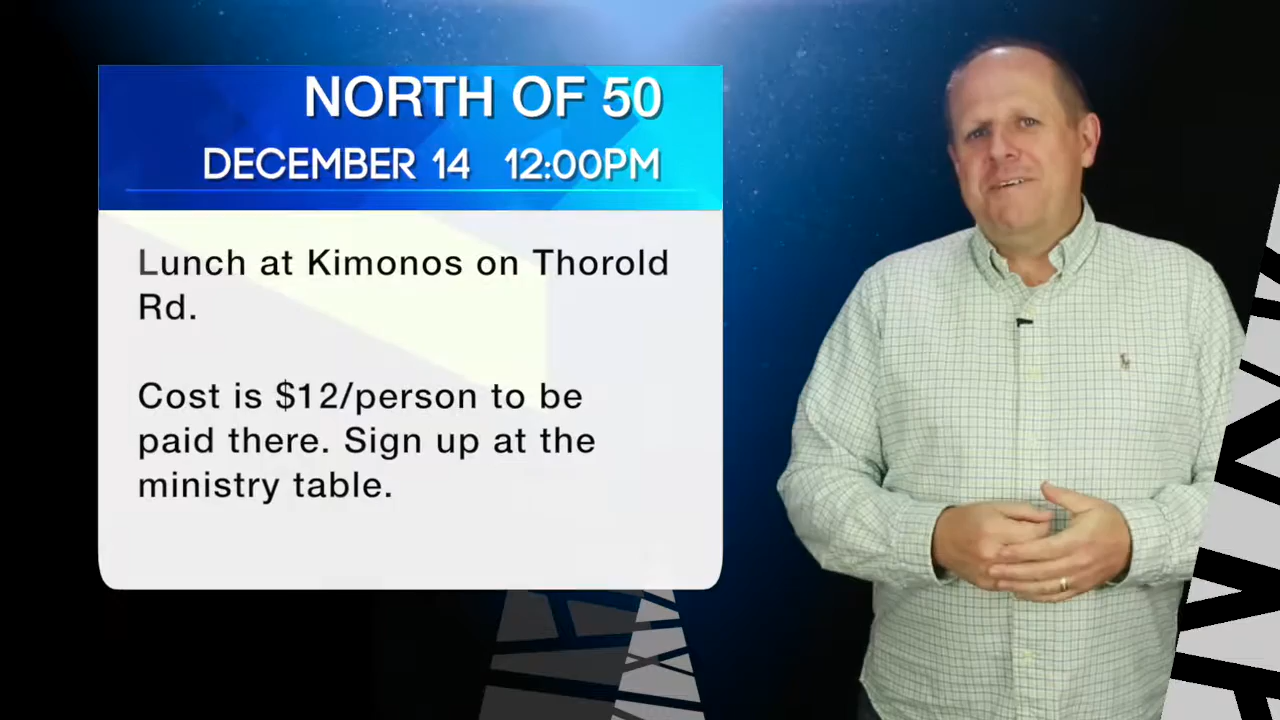 NORTH OF 50
DECEMBER 14 12:00PM
Lunch at Kimonos on Thorold
Rd.
Cost is $12/person to be
paid there. Sign up at the
ministry table.